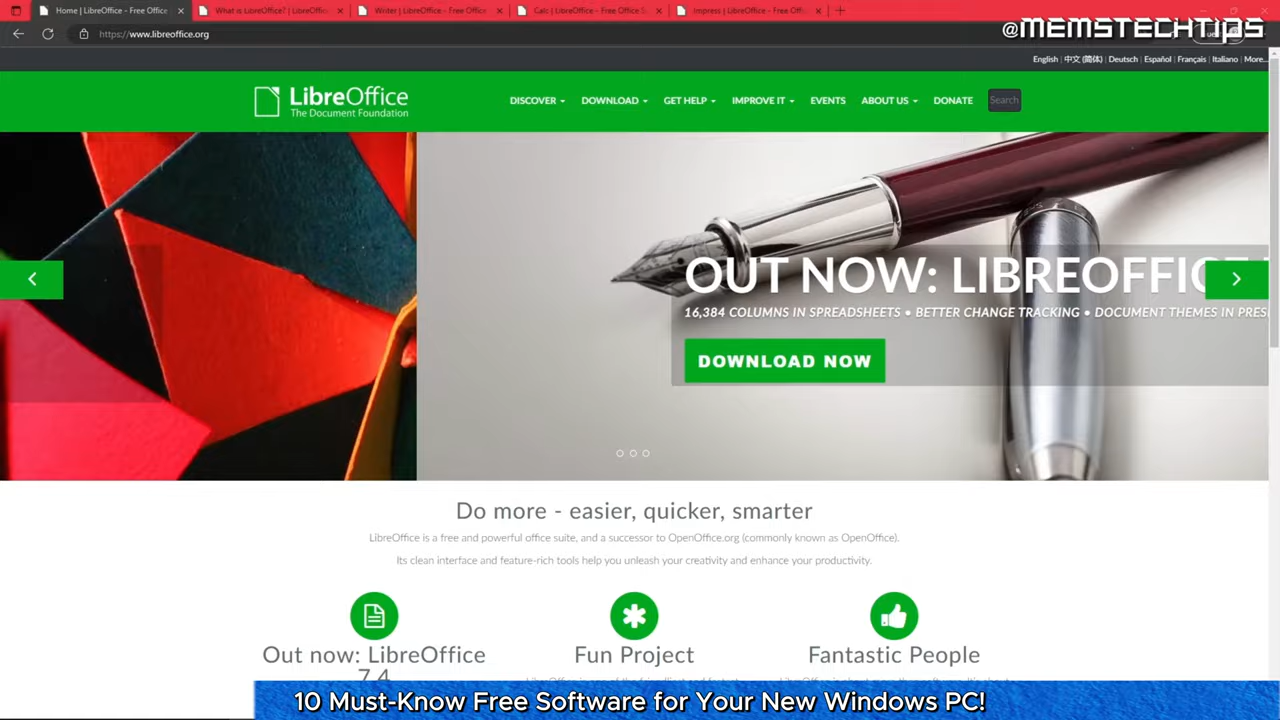 Home | LibreOffice - Free Office
What is LibreOffice? | LibreOffic
Writer | LibreOffice - Free Office
Calc | LibreOffice - Free Office S
Impress | LibreOffice - Free Offic
https://www.libreoffice.org
@MEMSTECHTIPS
English | 中文 (简体) | Deutsch | Español | Français | Italiano | More...
LibreOffice
The Document Foundation
DISCOVER
DOWNLOAD
GET HELP
IMPROVE IT
EVENTS
ABOUT US
DONATE
Search
OUT NOW: LIBREOFFIC
16,384 COLUMNS IN SPREADSHEETS • BETTER CHANGE TRACKING • DOCUMENT THEMES IN PRES
DOWNLOAD NOW
Do more - easier, quicker, smarter
LibreOffice is a free and powerful office suite, and a successor to OpenOffice.org (commonly known as OpenOffice).
Its clean interface and feature-rich tools help you unleash your creativity and enhance your productivity.
Out now: LibreOffice
7.4
Fun Project
Fantastic People
10 Must-Know Free Software for Your New Windows PC!